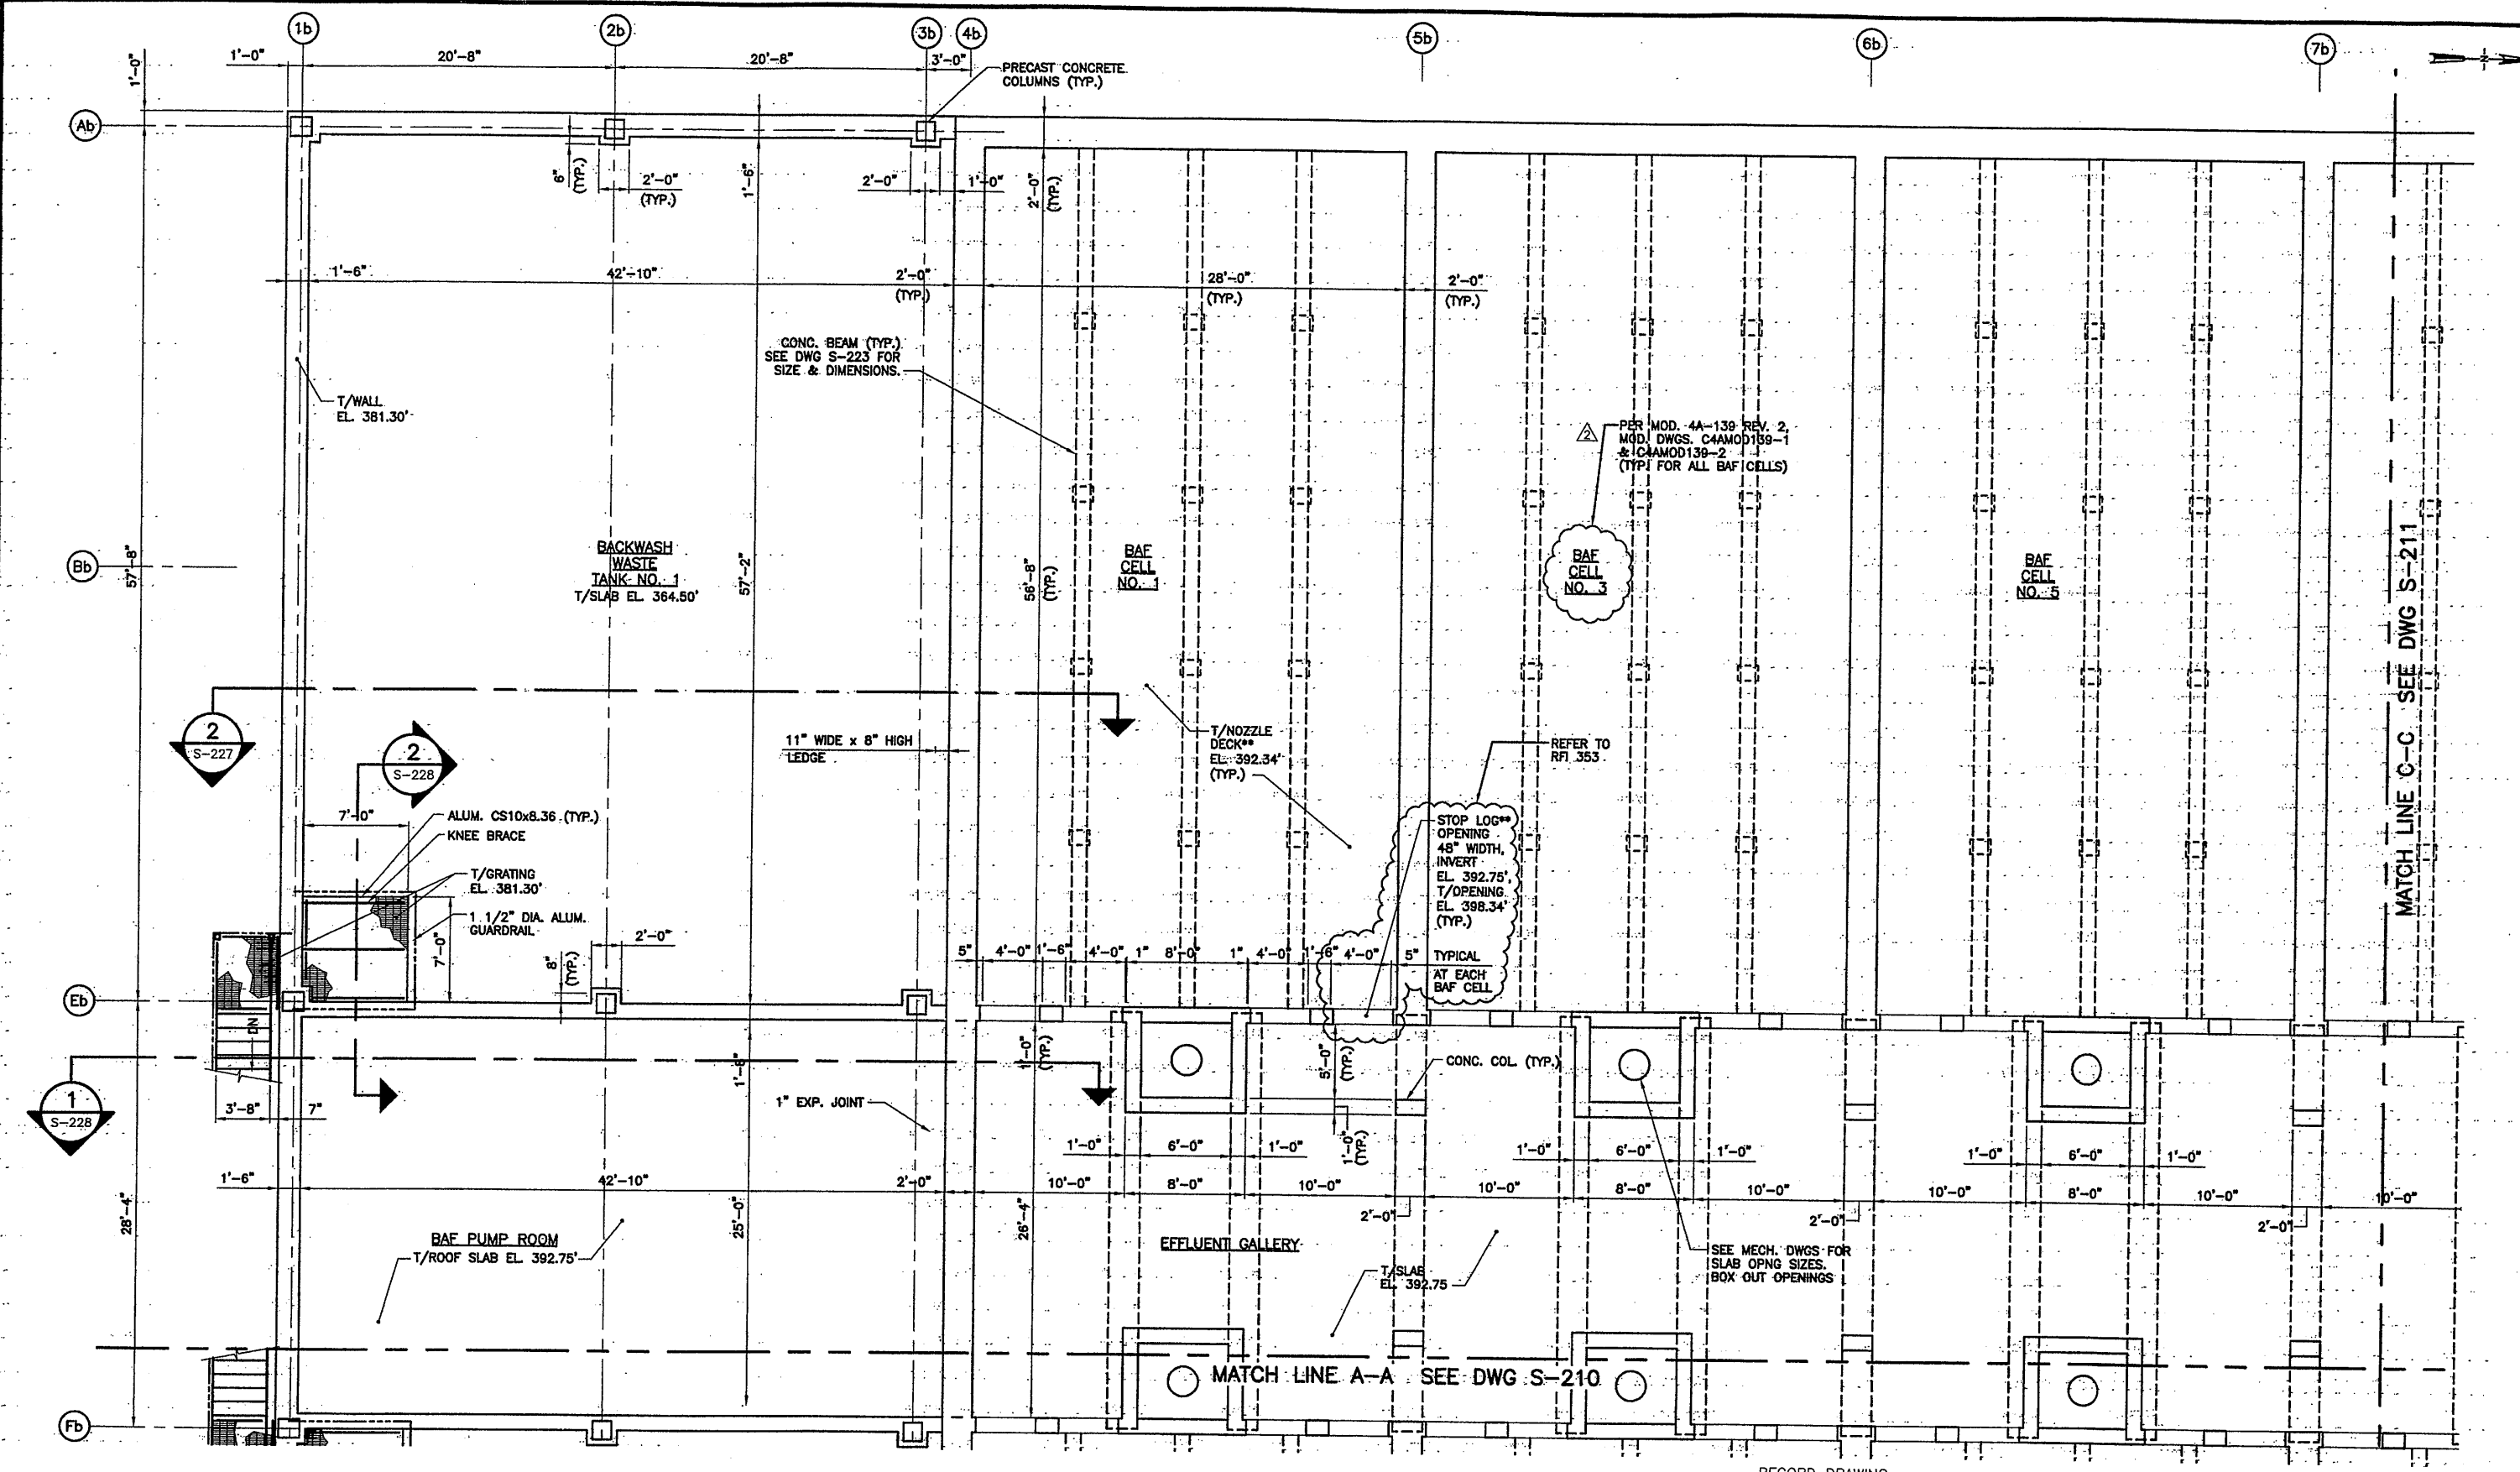 1b
2b
3b
4b
5b
6b
7b
1'-0"
1'-0"
20'-8"
20'-8"
3'-0"
PRECAST CONCRETE
COLUMNS (TYP.)
Ab
6"
(TYP.)
2'-0"
(TYP.)
1'-6"
2'-0"
1'-0"
2'-0"
(TYP.)
1'-6"
42'-10"
2'-0"
(TYP.)
28'-0"
(TYP.)
2'-0"
(TYP.)
CONC. BEAM (TYP.)
SEE DWG S-223 FOR
SIZE & DIMENSIONS.
T/WALL
EL. 381.30'
2
PER MOD. 4A-139 REV. 2,
MOD. DWGS. C4AMOD139-1
& C4AMOD139-2
(TYP. FOR ALL BAF CELLS)
Bb
57'-8"
BACKWASH
WASTE
TANK NO. 1
T/SLAB EL. 364.50'
57'-2"
56'-8"
(TYP.)
BAF
CELL
NO. 1
BAF
CELL
NO. 3
BAF
CELL
NO. 5
MATCH LINE C-C SEE DWG S-211
2
S-227
2
S-228
11" WIDE x 8" HIGH
LEDGE
T/NOZZLE
DECK**
EL. 392.34'
(TYP.)
REFER TO
RFI 353
7'-0"
ALUM. CS10x8.36 (TYP.)
KNEE BRACE
T/GRATING
EL. 381.30'
1 1/2" DIA. ALUM.
GUARDRAIL
7'-0"
STOP LOG**
OPENING
48" WIDTH,
INVERT
EL. 392.75',
T/OPENING
EL. 398.34'
(TYP.)
8"
(TYP.)
2'-0"
5"
4'-0"
1'-6"
4'-0"
1"
8'-0"
1"
4'-0"
1'-6"
4'-0"
5"
TYPICAL
AT EACH
BAF CELL
Eb
DN
1
S-228
3'-8"
7"
1'-8"
1" EXP. JOINT
1'-0"
(TYP.)
5'-0"
(TYP.)
CONC. COL. (TYP.)
1'-0"
(TYP.)
1'-0"
6'-0"
1'-0"
1'-0"
6'-0"
1'-0"
1'-0"
6'-0"
1'-0"
1'-6"
42'-10"
2'-0"
10'-0"
8'-0"
10'-0"
2'-0"
10'-0"
8'-0"
10'-0"
2'-0"
10'-0"
8'-0"
10'-0"
2'-0"
10'-0"
28'-4"
25'-0"
26'-4"
BAF PUMP ROOM
T/ROOF SLAB EL. 392.75'
EFFLUENT GALLERY
T/SLAB
EL. 392.75
SEE MECH. DWGS FOR
SLAB OPNG SIZES.
BOX OUT OPENINGS
MATCH LINE A-A SEE DWG S-210
Fb
RECORD DRAWING